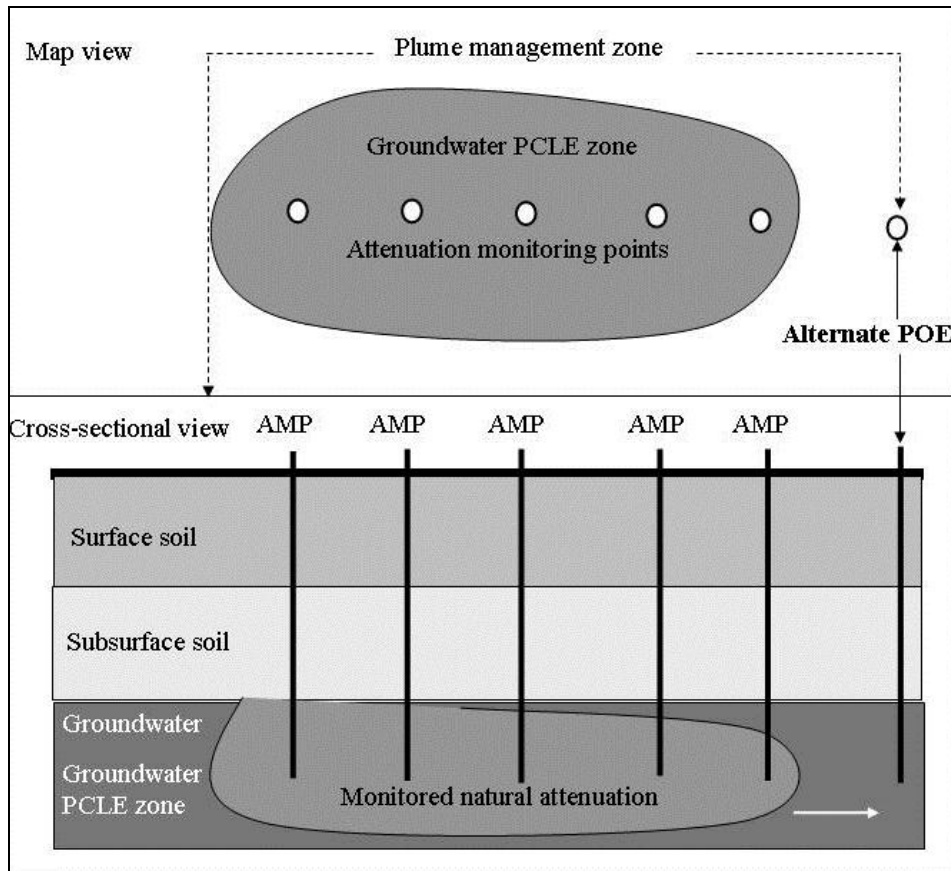 Map view
Plume management zone
Groundwater PCLE zone
Attenuation monitoring points
Alternate POE
Cross-sectional view
AMP AMP AMP AMP AMP
Surface soil
Subsurface soil
Groundwater
Groundwater
PCLE zone
Monitored natural attenuation